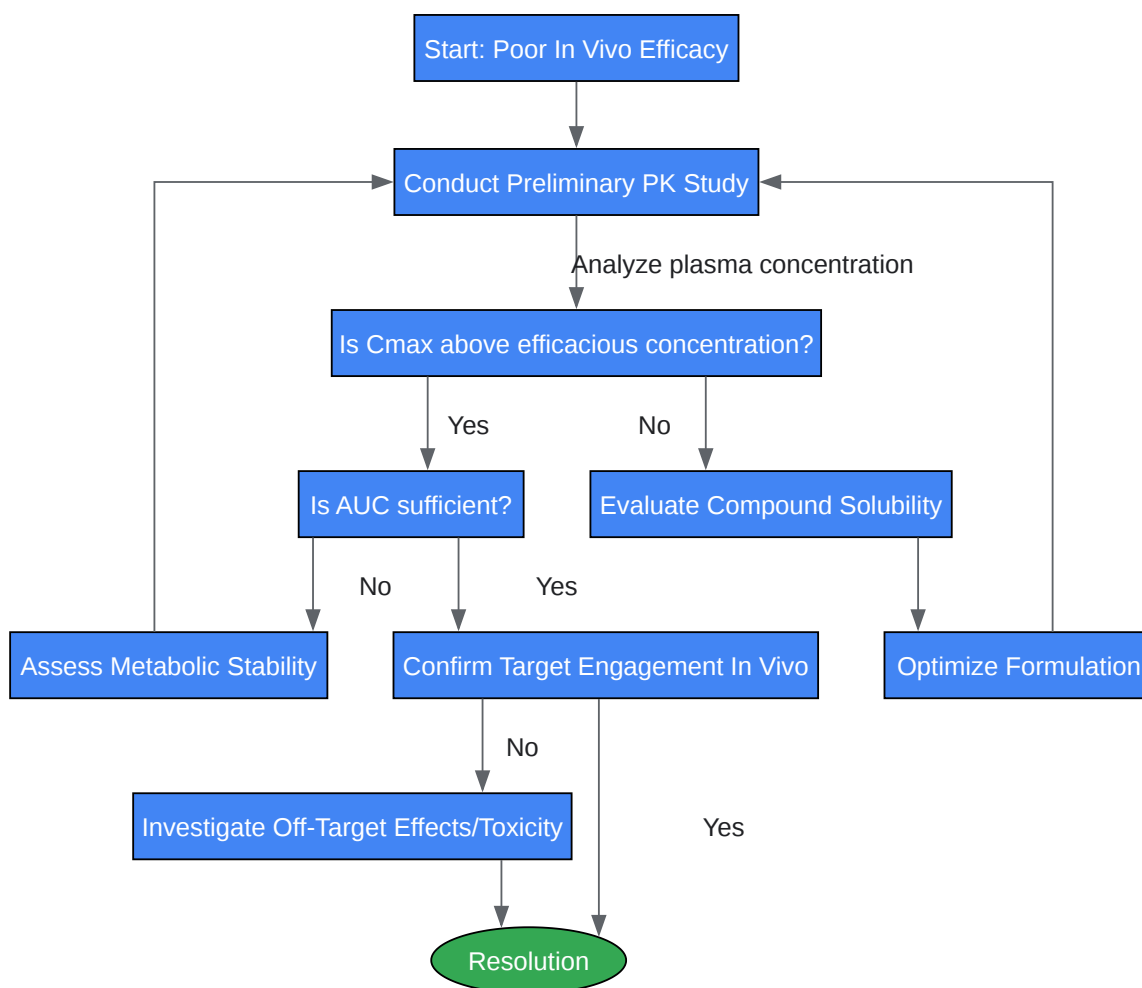 Start: Poor In Vivo Efficacy
Conduct Preliminary PK Study
Analyze plasma concentration
Is Cmax above efficacious concentration?
Yes
No
Is AUC sufficient?
Evaluate Compound Solubility
No
Yes
Assess Metabolic Stability
Confirm Target Engagement In Vivo
Optimize Formulation
No
Investigate Off-Target Effects/Toxicity
Yes
Resolution